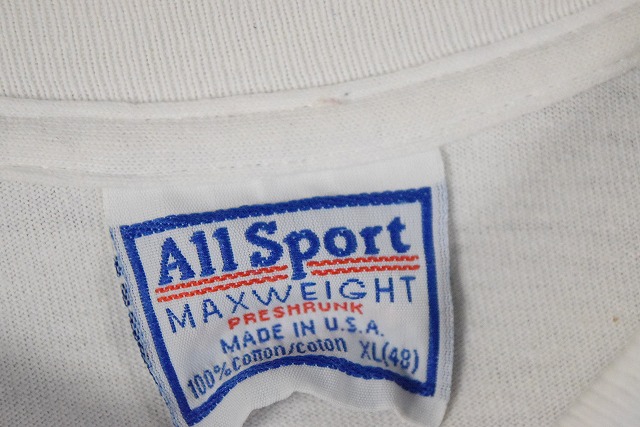 All Sport
MAXWEIGHT
PRESHRUNK
MADE IN U.S.A.
100% cotton/coton XL(48)